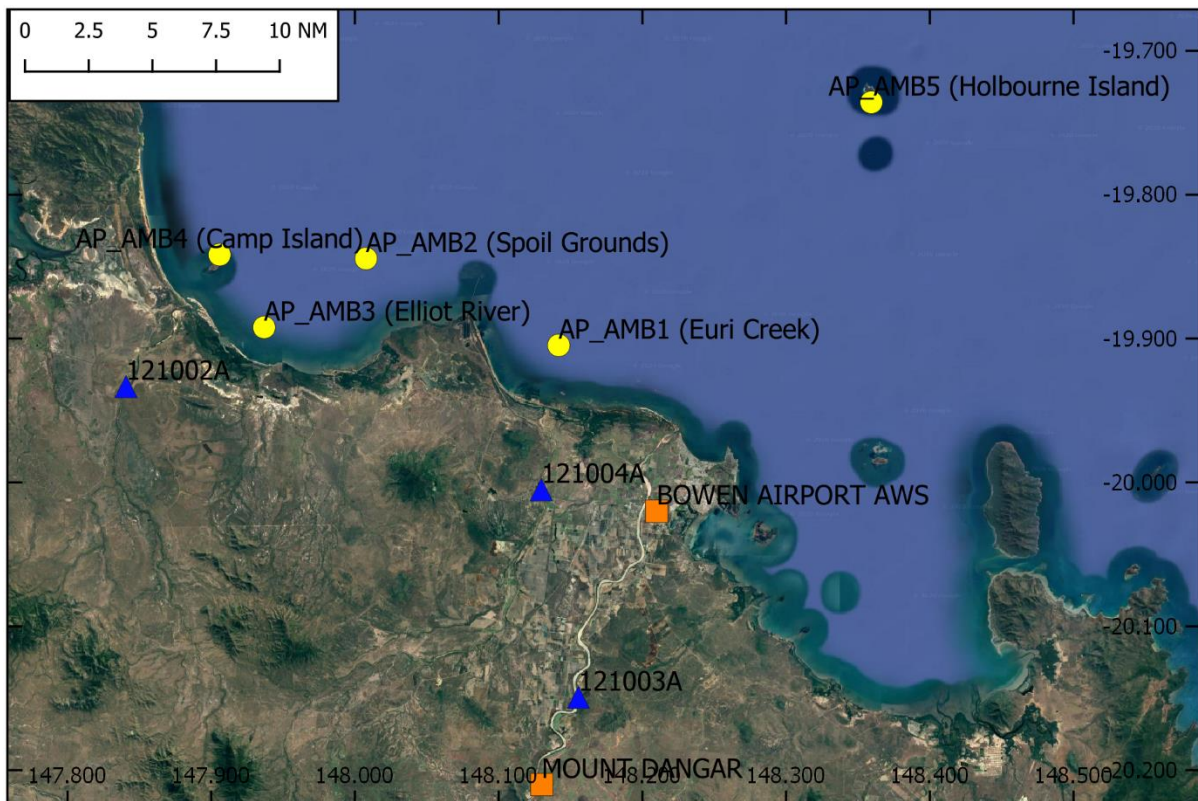 0 2.5 5 7.5 10 NM
-19.700
AP_AMB5 (Holbourne Island)
-19.800
AP_AMB4 (Camp Island)
AP_AMB2 (Spoil Grounds)
AP_AMB3 (Elliot River)
AP_AMB1 (Euri Creek)
-19.900
121002A
121004A
-20.000
BOWEN AIRPORT AWS
-20.100
121003A
MOUNT DANGAR
-20.200
147.800 147.900 148.000 148.100 148.200 148.300 148.400 148.500